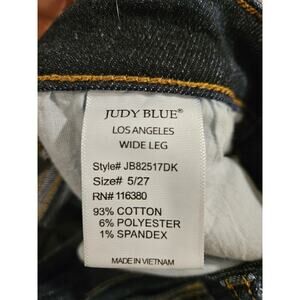 JUDY BLUE®
LOS ANGELES
WIDE LEG
Style# JB82517DK
Size# 5/27
RN# 116380
93% COTTON
6% POLYESTER
1% SPANDEX
MADE IN VIETNAM